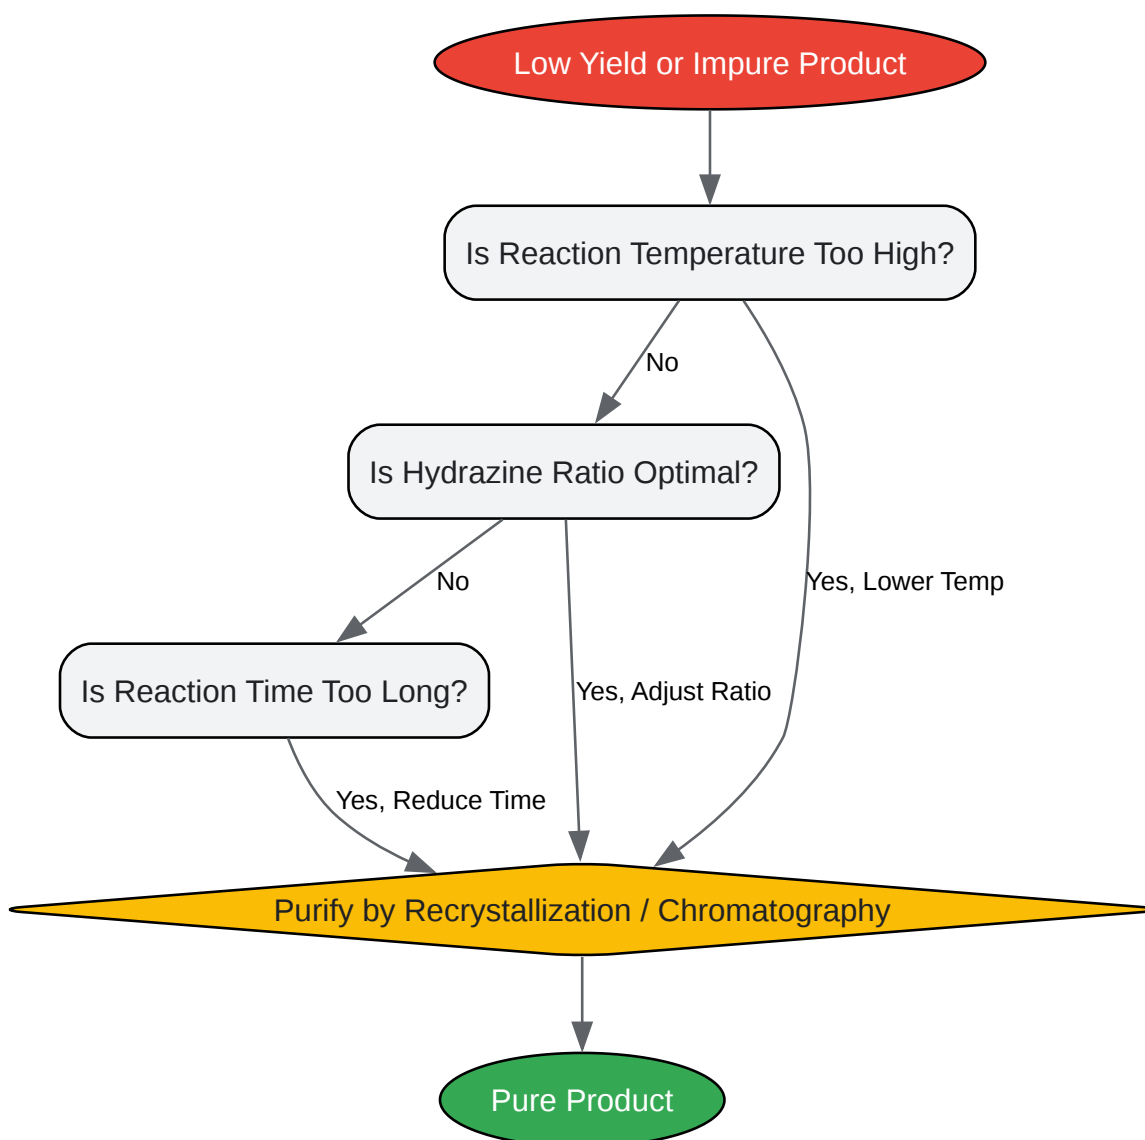 Low Yield or Impure Product
Is Reaction Temperature Too High?
No
Is Hydrazine Ratio Optimal?
No
Yes, Lower Temp
Is Reaction Time Too Long?
Yes, Adjust Ratio
Yes, Reduce Time
Purify by Recrystallization / Chromatography
Pure Product